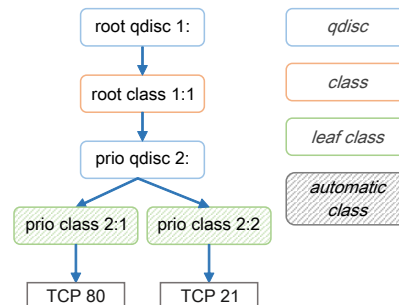 root qdisc 1:
root class 1:1
prio qdisc 2:
prio class 2:1
prio class 2:2
TCP 80
TCP 21
qdisc
class
leaf class
automatic
class